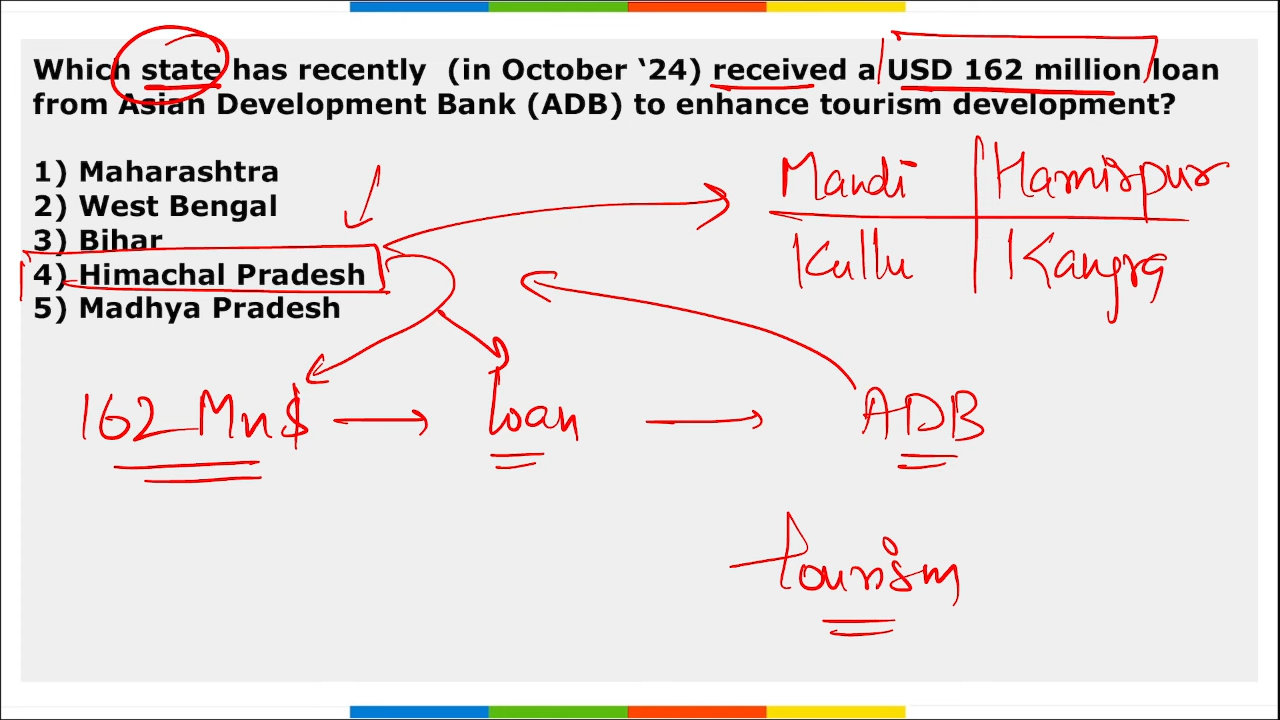 Which state has recently (in October ‘24) received a USD 162 million loan
from Asian Development Bank (ADB) to enhance tourism development?
1) Maharashtra
2) West Bengal
3) Bihar
4) Himachal Pradesh
5) Madhya Pradesh
Mandi Hamirpur
Kullu Kangra
162 Mn$ → loan → ADB
tourism